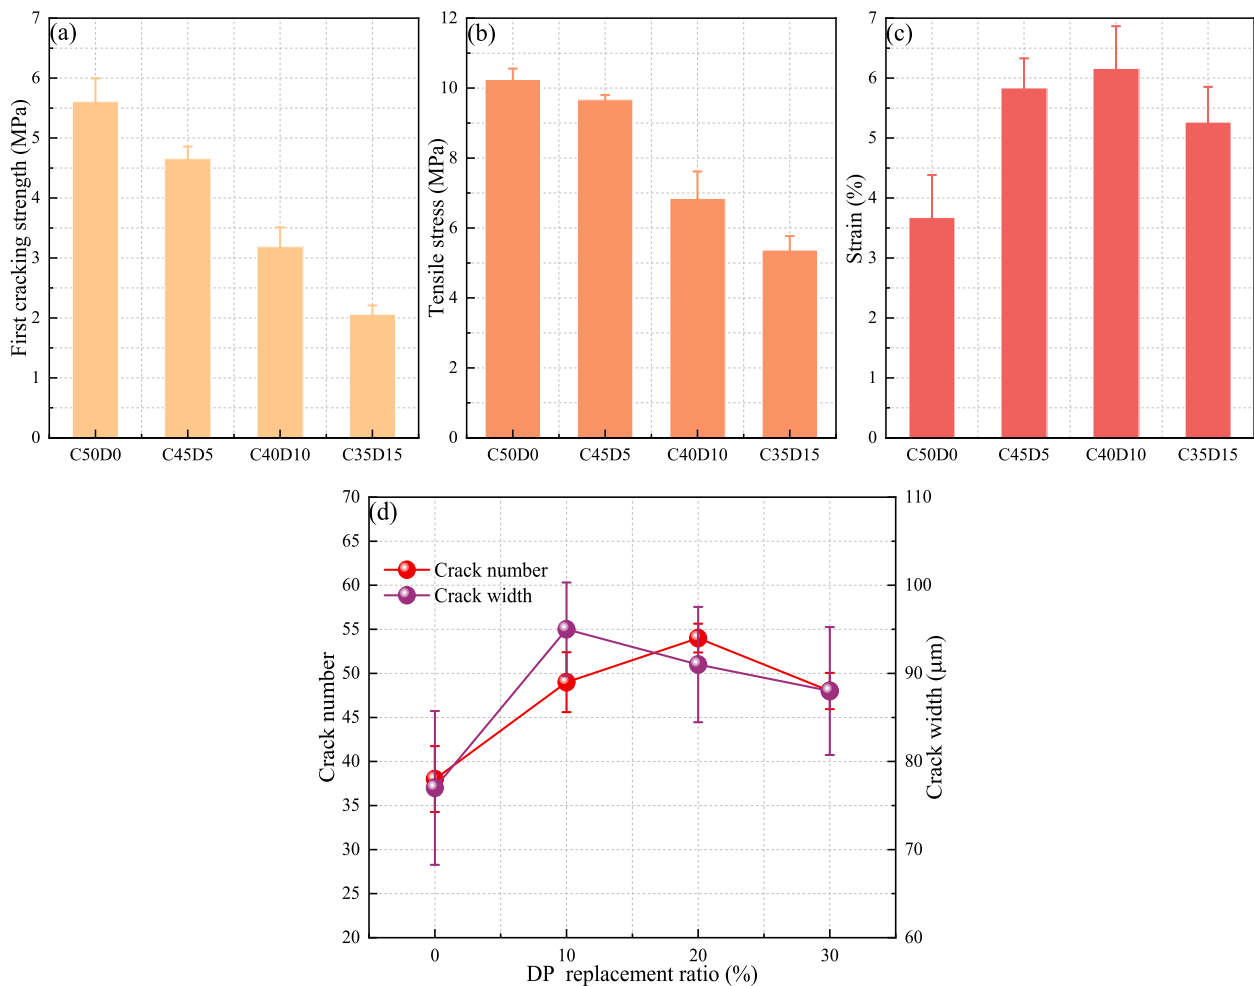 (a)
First cracking strength (MPa)
7
6
5
4
3
2
1
0
C50D0 C45D5 C40D10 C35D15
(b)
Tensile stress (MPa)
12
10
8
6
4
2
0
C50D0 C45D5 C40D10 C35D15
(c)
Strain (%)
7
6
5
4
3
2
1
0
C50D0 C45D5 C40D10 C35D15
(d)
Crack number
Crack width
Crack number
70
65
60
55
50
45
40
35
30
25
20
110
100
90
80
70
60
Crack width (μm)
0 10 20 30
DP replacement ratio (%)